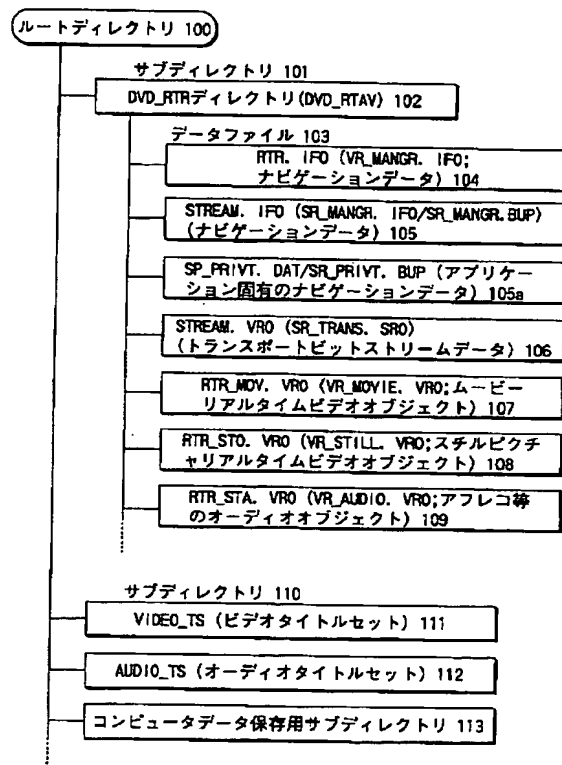 ルートディレクトリ 100
サブディレクトリ 101
DVD_RTRディレクトリ(DVD_RTAV) 102
データファイル 103
RTR. IFO (VR_MANGR. IFO;
ナビゲーションデータ) 104
STREAM. IFO (SR_MANGR. IFO/SR_MANGR.BUP)
(ナビゲーションデータ) 105
SP_PRIVT. DAT/SR_PRIVT. BUP (アプリケー
ション固有のナビゲーションデータ) 105a
STREAM. VRO (SR_TRANS. SRO)
(トランスポートビットストリームデータ) 106
RTR_MOV. VRO (VR_MOVIE. VRO;ムービー
リアルタイムビデオオブジェクト) 107
RTR_STO. VRO (VR_STILL. VRO;スチルピクチ
ャリアルタイムビデオオブジェクト) 108
RTR_STA. VRO (VR_AUDIO. VRO;アフレコ等
のオーディオオブジェクト) 109
サブディレクトリ 110
VIDEO_TS (ビデオタイトルセット) 111
AUDIO_TS (オーディオタイトルセット) 112
コンピュータデータ保存用サブディレクトリ 113